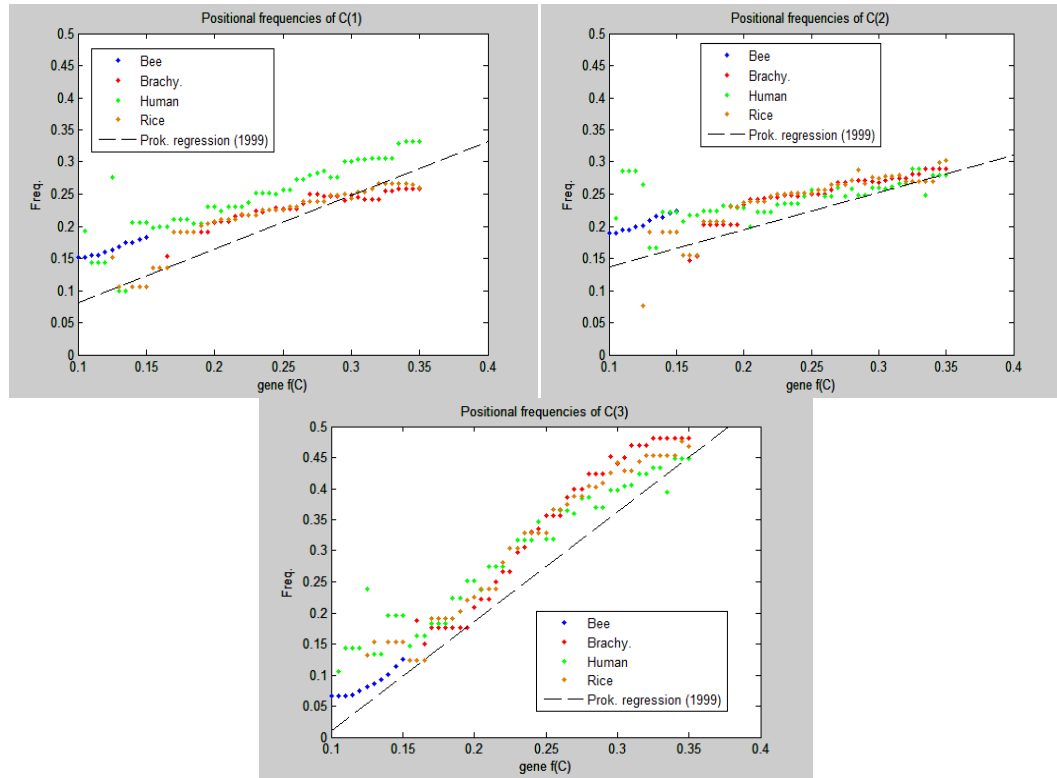 Positional frequencies of C(1)
0.5
0.45
0.4
0.35
0.3
0.25
0.2
0.15
0.1
0.05
0
Freq.
Bee
Brachy.
Human
Rice
Prok. regression (1999)
0.1 0.15 0.2 0.25 0.3 0.35 0.4
gene f(C)
Positional frequencies of C(2)
0.5
0.45
0.4
0.35
0.3
0.25
0.2
0.15
0.1
0.05
0
Freq.
Bee
Brachy.
Human
Rice
Prok. regression (1999)
0.1 0.15 0.2 0.25 0.3 0.35 0.4
gene f(C)
Positional frequencies of C(3)
0.5
0.45
0.4
0.35
0.3
0.25
0.2
0.15
0.1
0.05
0
Freq.
Bee
Brachy.
Human
Rice
Prok. regression (1999)
0.1 0.15 0.2 0.25 0.3 0.35 0.4
gene f(C)